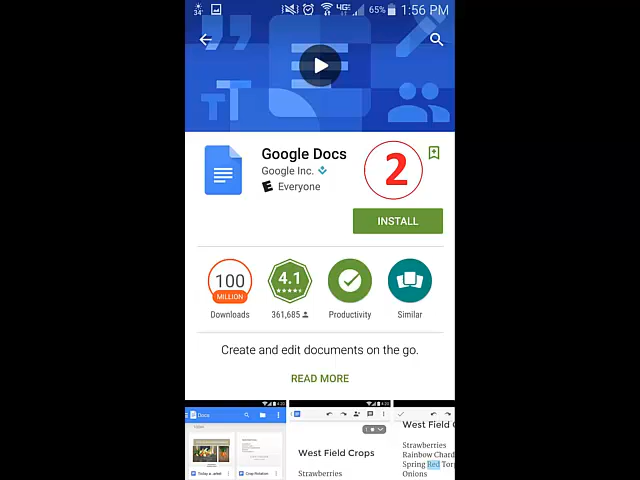 34°
4G
65%
1:56 PM
Google Docs
Google Inc.
E Everyone
2
INSTALL
100
MILLION
4.1
Downloads
361,685
Productivity
Similar
Create and edit documents on the go.
READ MORE
Docs
West Field Crops
Strawberries
West Field C
Strawberries
Rainbow Chard
Spring Red Tor
Onions